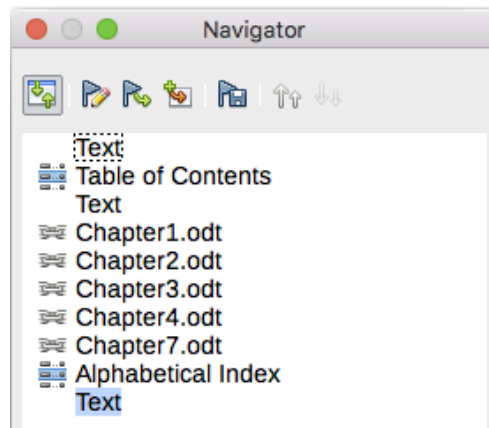 Navigator
Text
Table of Contents
Text
Chapter1.odt
Chapter2.odt
Chapter3.odt
Chapter4.odt
Chapter7.odt
Alphabetical Index
Text